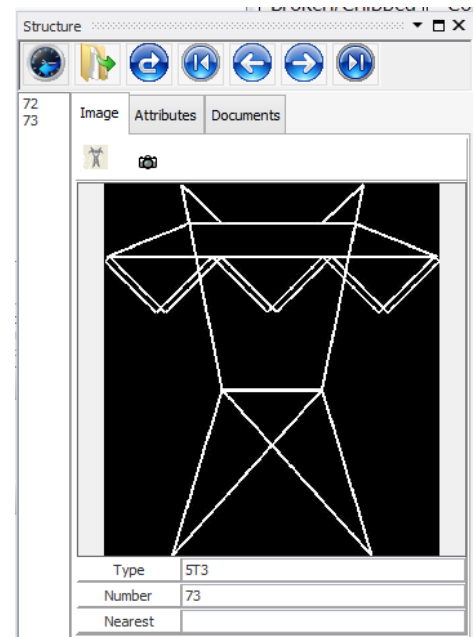 Structure
72
73
Image Attributes Documents
Type 5T3
Number 73
Nearest